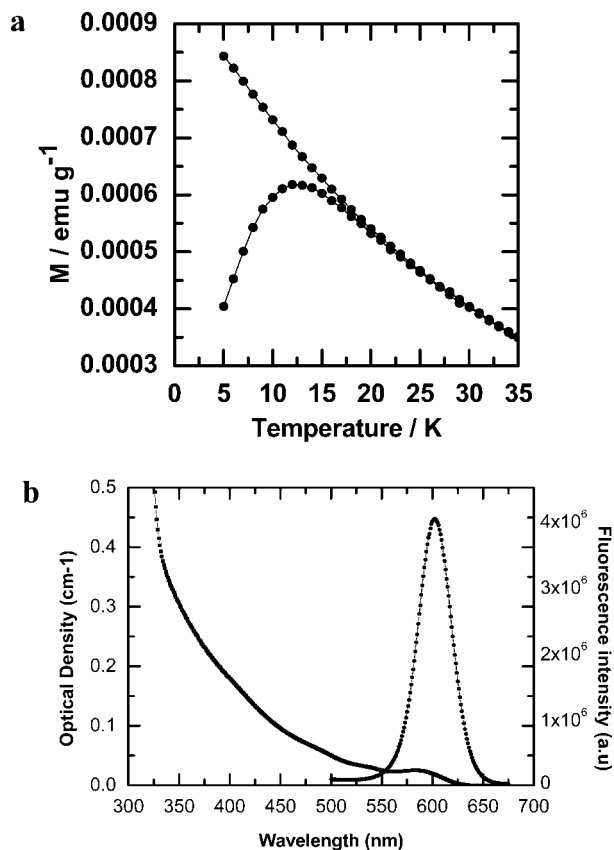 a
0.0009
0.0008
0.0007
0.0006
0.0005
0.0004
0.0003
M / emu g⁻¹
0 5 10 15 20 25 30 35
Temperature / K
b
0.5
0.4
0.3
0.2
0.1
0.0
Optical Density (cm-1)
4x10⁶
3x10⁶
2x10⁶
1x10⁶
0
Fluorescence intensity (a.u)
300 350 400 450 500 550 600 650 700
Wavelength (nm)